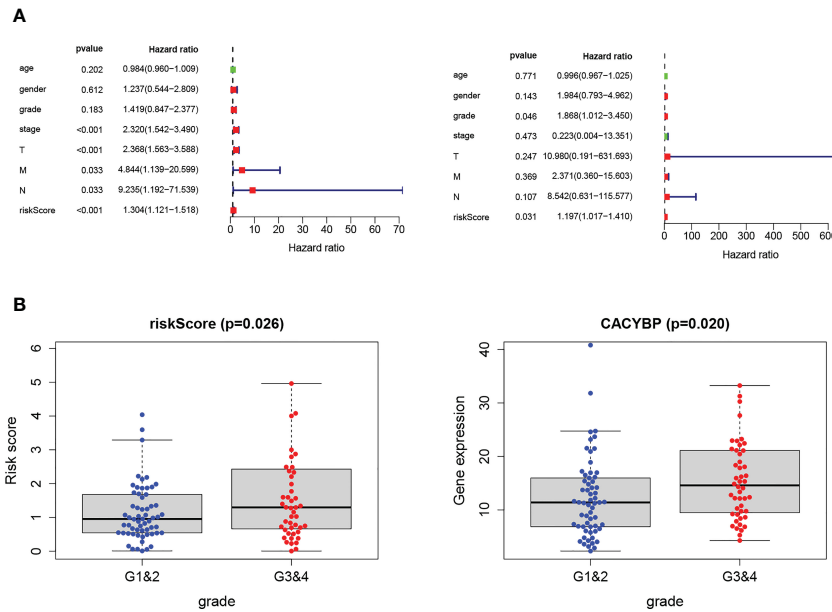 A
pvalue Hazard ratio
age 0.202 0.984(0.960−1.009)
gender 0.612 1.237(0.544−2.809)
grade 0.183 1.419(0.847−2.377)
stage <0.001 2.320(1.542−3.490)
T <0.001 2.368(1.563−3.588)
M 0.033 4.844(1.139−20.599)
N 0.033 9.235(1.192−71.539)
riskScore <0.001 1.304(1.121−1.518)
0 10 20 30 40 50 60 70
Hazard ratio
pvalue Hazard ratio
age 0.771 0.996(0.967−1.025)
gender 0.143 1.984(0.793−4.962)
grade 0.046 1.868(1.012−3.450)
stage 0.473 0.223(0.004−13.351)
T 0.247 10.980(0.191−631.693)
M 0.369 2.371(0.360−15.603)
N 0.107 8.542(0.631−115.577)
riskScore 0.031 1.197(1.017−1.410)
0 100 200 300 400 500 600
Hazard ratio
B
riskScore (p=0.026)
Risk score
6
5
4
3
2
1
0
G1&2 G3&4
grade
CACYBP (p=0.020)
Gene expression
40
30
20
10
G1&2 G3&4
grade